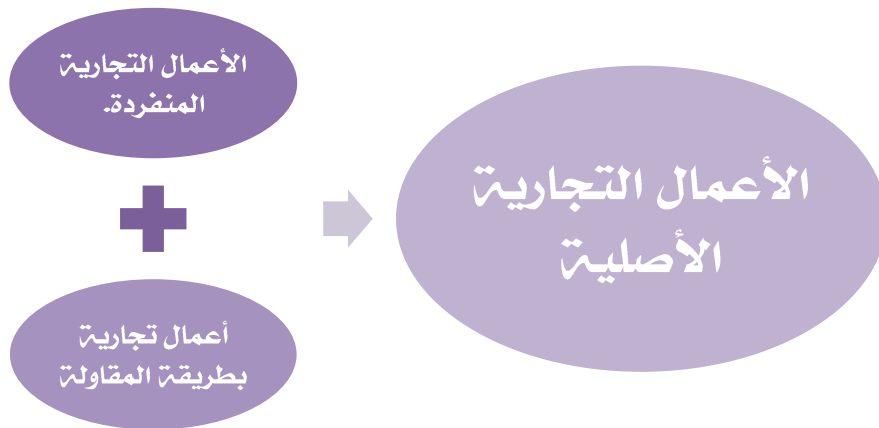 الأعمال التجارية
المنفردة.
أعمال تجارية
بطريقة المقاولة
الأعمال التجارية
الأصلية